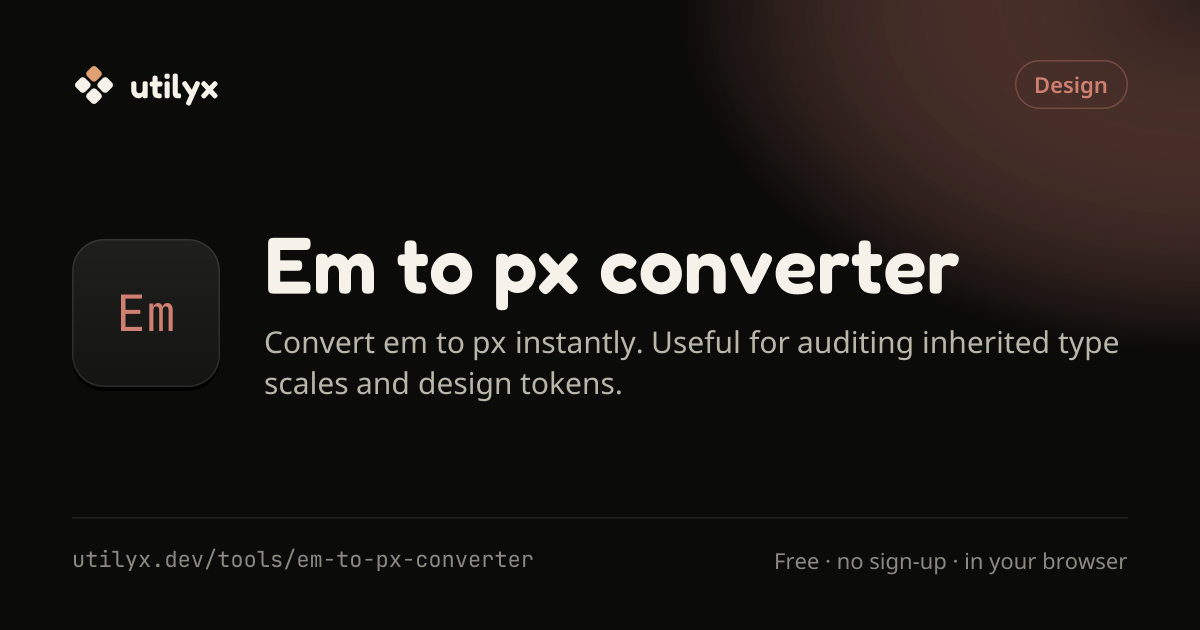 utilyx
Design
Em
Em to px converter
Convert em to px instantly. Useful for auditing inherited type
scales and design tokens.
utilyx.dev/tools/em-to-px-converter
Free · no sign-up · in your browser